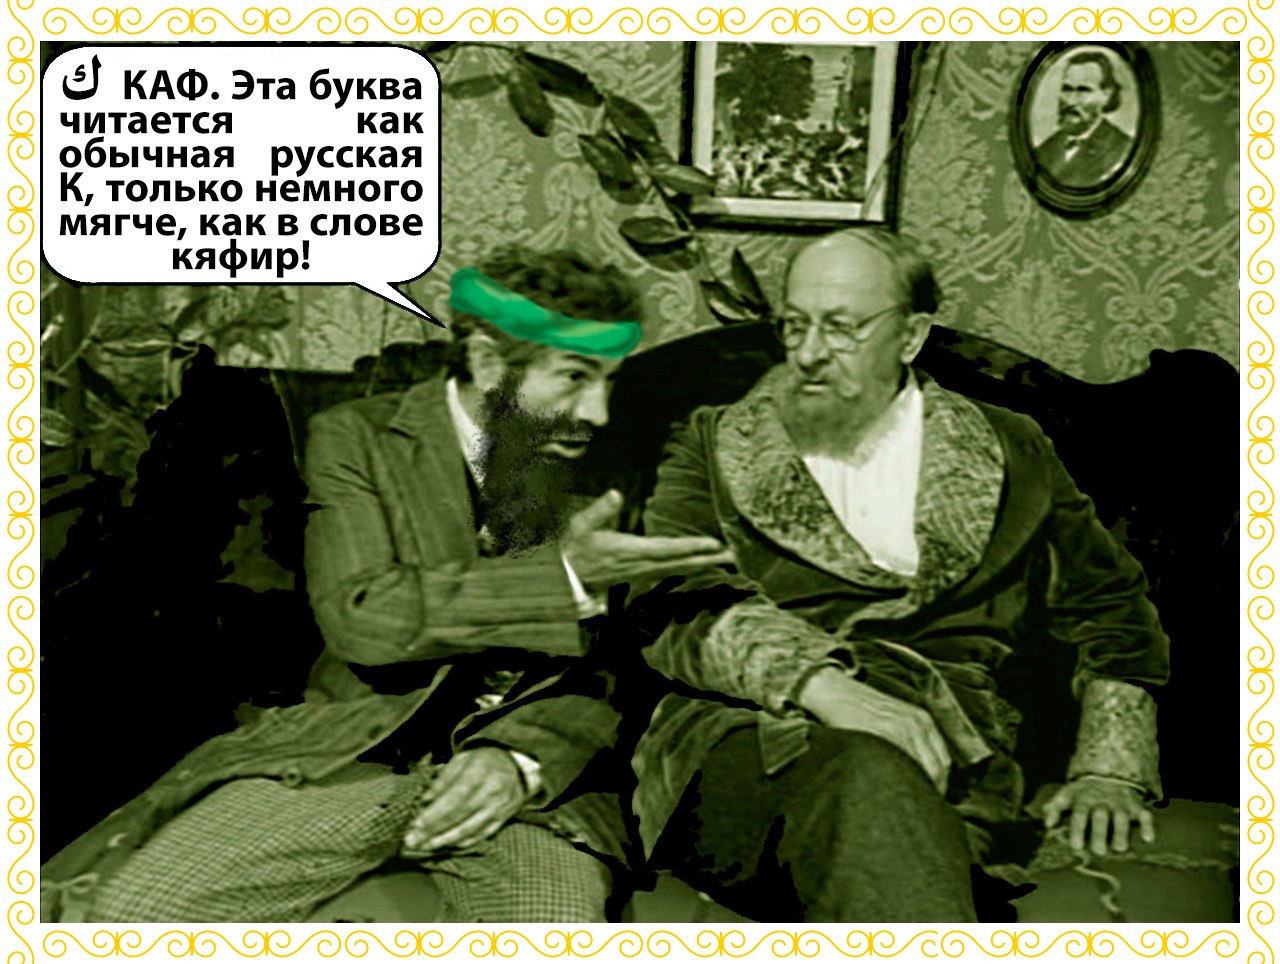 ك КАФ. Эта буква
читается как
обычная русская
К, только немного
мягче, как в слове
кяфир!